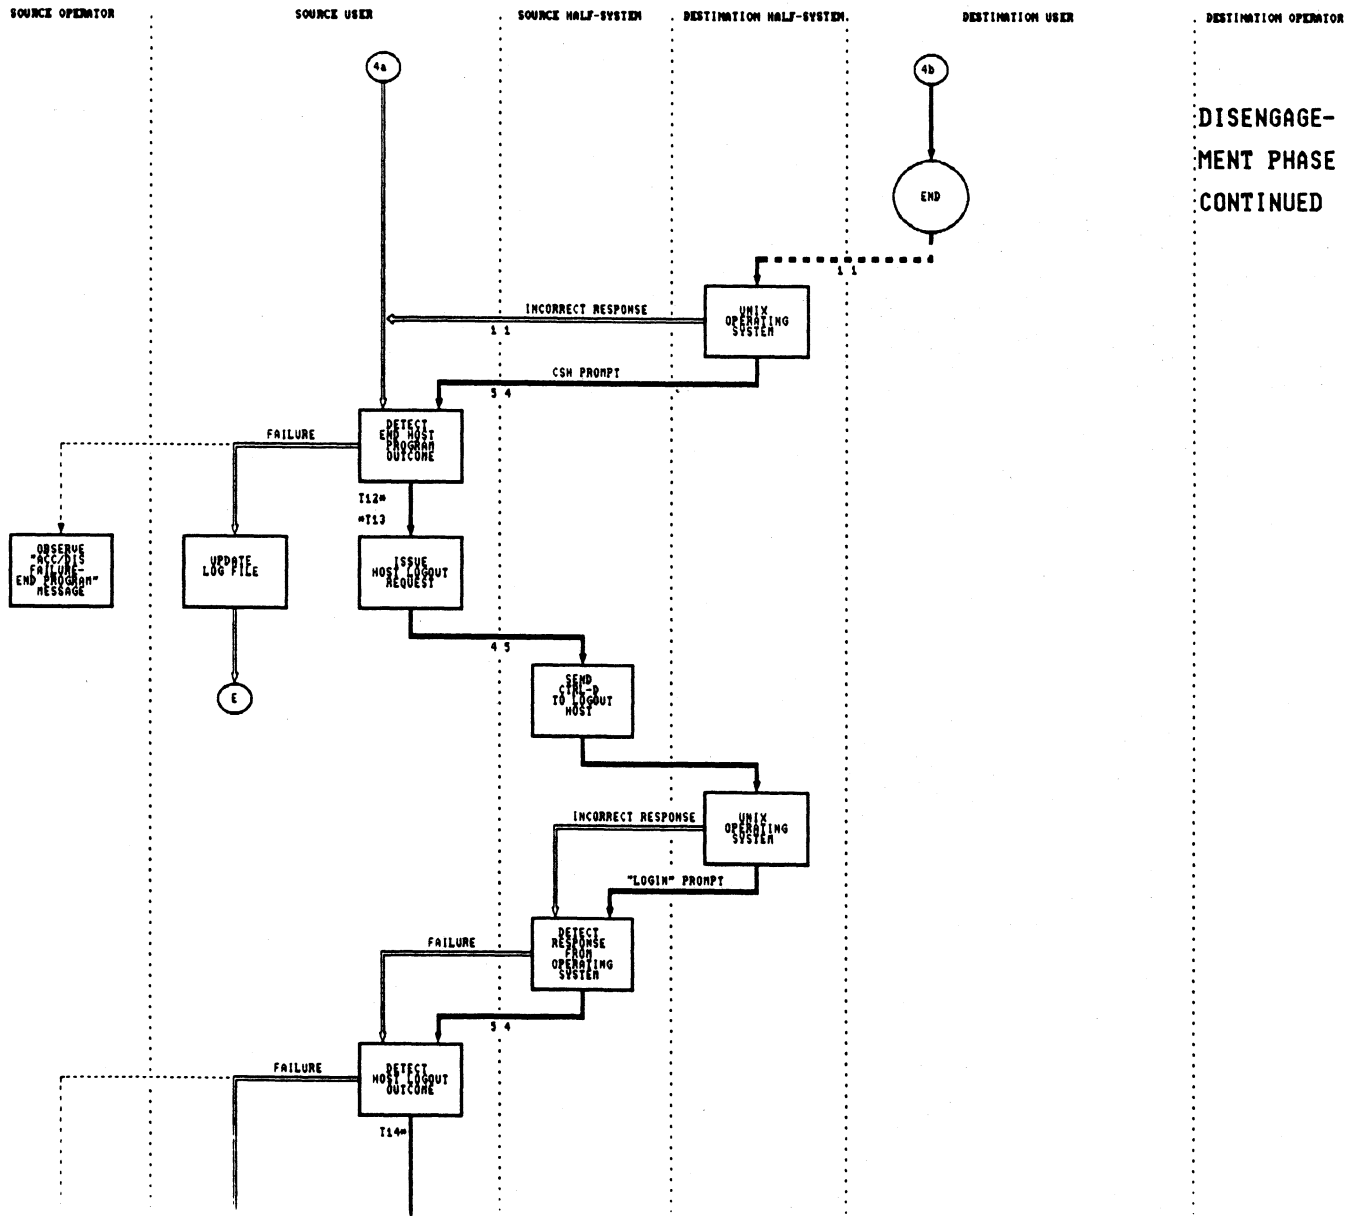 SOURCE OPERATOR
SOURCE USER
SOURCE HALF-SYSTEM
DESTINATION HALF-SYSTEM
DESTINATION USER
DESTINATION OPERATOR
4a
4b
DISENGAGE-
MENT PHASE
CONTINUED
END
1 1
UNIX
OPERATING
SYSTEM
INCORRECT RESPONSE
1 1
CSH PROMPT
5 4
DETECT
END HOST
PROGRAM
OUTCOME
FAILURE
T12*
*T13
OBSERVE
"ACC/DIS
FAILURE-
END PROGRAM"
MESSAGE
UPDATE
LOG FILE
ISSUE
HOST LOGOUT
REQUEST
4 5
SEND
CTRL-D
TO LOGOUT
HOST
E
UNIX
OPERATING
SYSTEM
INCORRECT RESPONSE
"LOGIN" PROMPT
DETECT
RESPONSE
FROM
OPERATING
SYSTEM
FAILURE
5 4
DETECT
HOST LOGOUT
OUTCOME
FAILURE
T14*